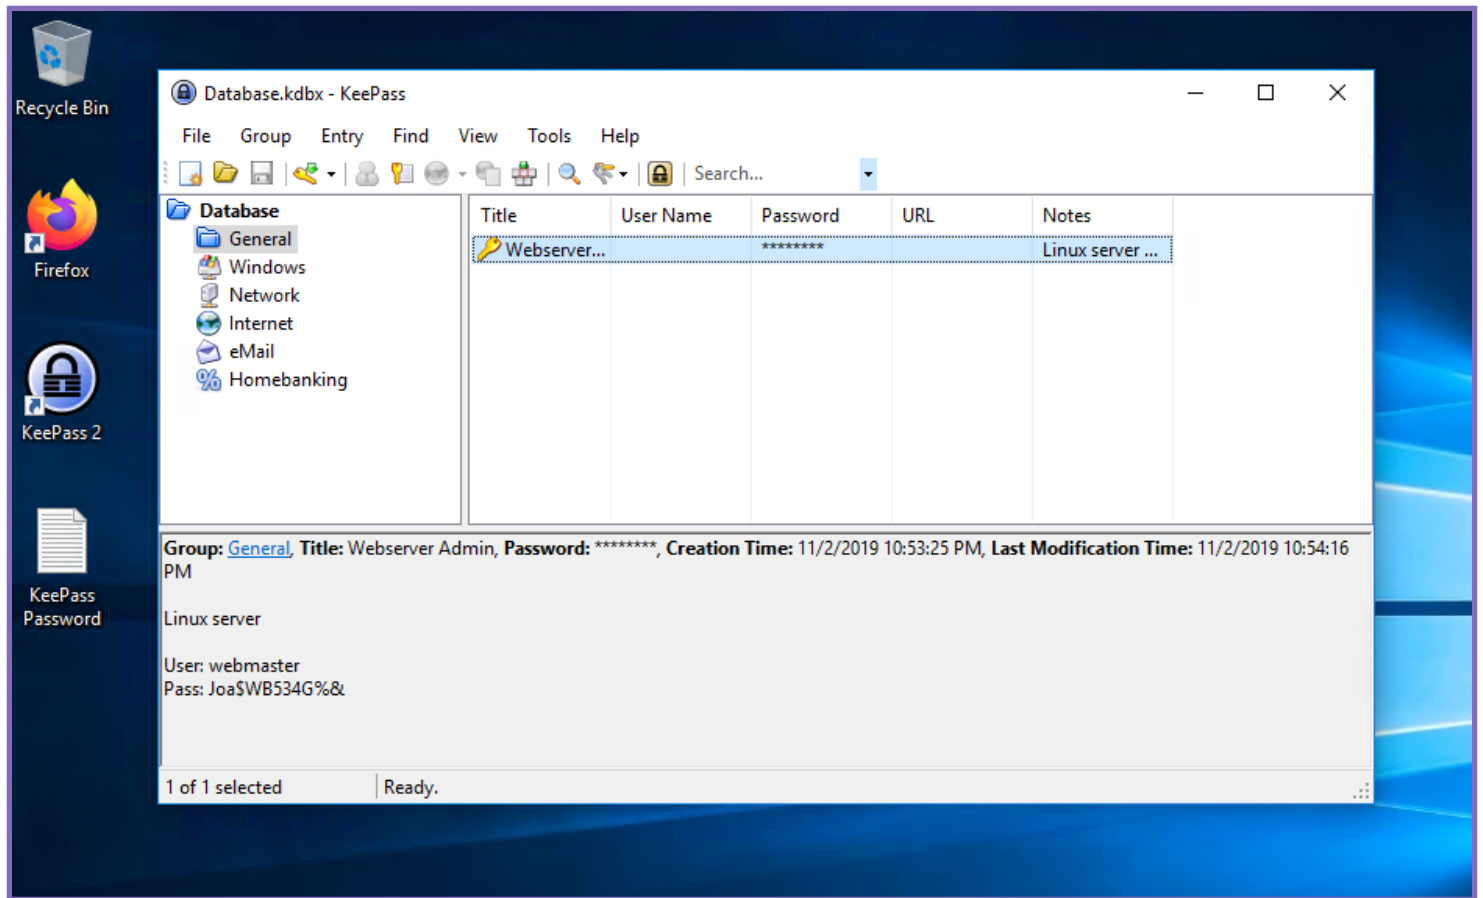 Recycle Bin
Firefox
KeePass 2
KeePass
Password
Database.kdbx - KeePass
File Group Entry Find View Tools Help
Search...
Database
General
Windows
Network
Internet
eMail
Homebanking
Title User Name Password URL Notes
Webserver... ******** Linux server ...
Group: General, Title: Webserver Admin, Password: ********, Creation Time: 11/2/2019 10:53:25 PM, Last Modification Time: 11/2/2019 10:54:16
PM
Linux server
User: webmaster
Pass: Joa$WB534G%&
1 of 1 selected Ready.